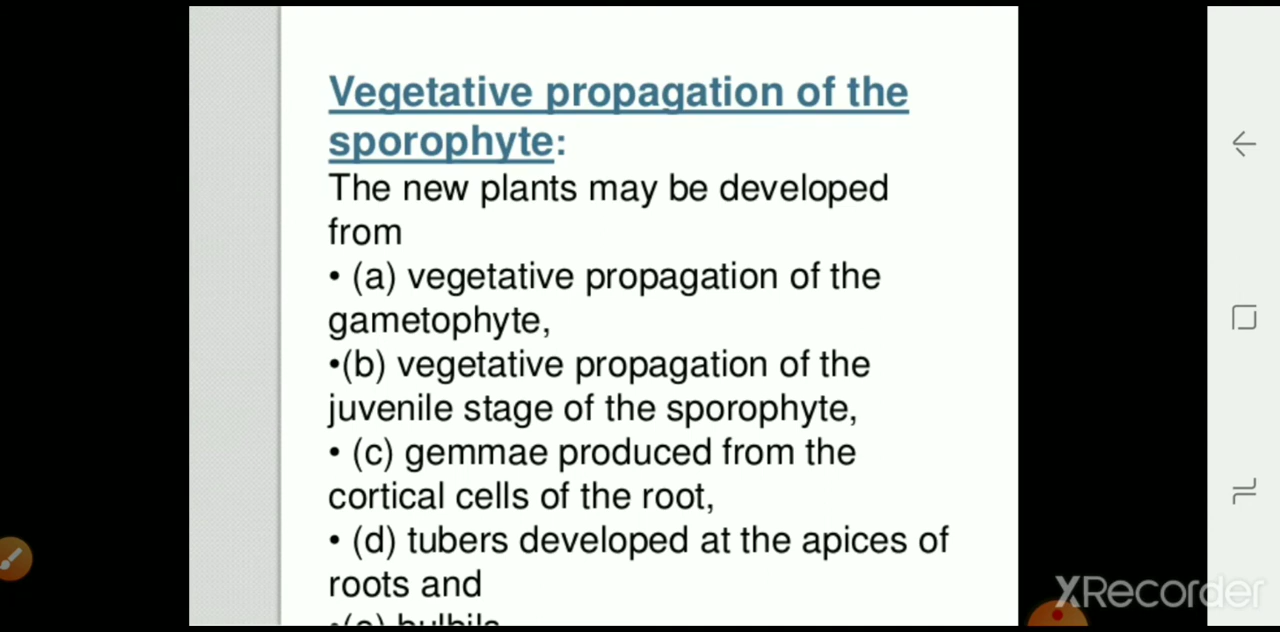 Vegetative propagation of the
sporophyte:
The new plants may be developed
from
• (a) vegetative propagation of the
gametophyte,
•(b) vegetative propagation of the
juvenile stage of the sporophyte,
• (c) gemmae produced from the
cortical cells of the root,
• (d) tubers developed at the apices of
roots and
•(e) bulbils
XRecorder